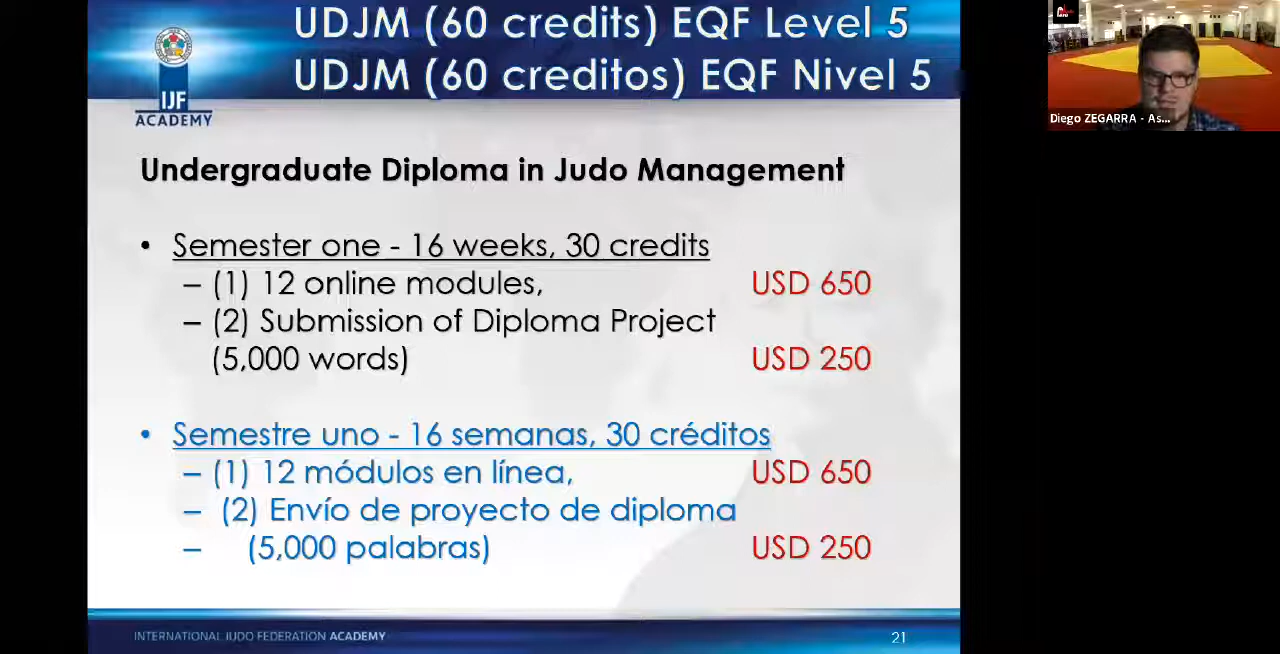 UDJM (60 credits) EQF Level 5
UDJM (60 creditos) EQF Nivel 5
IJF
ACADEMY
Diego ZEGARRA - As...
Undergraduate Diploma in Judo Management
• Semester one - 16 weeks, 30 credits
– (1) 12 online modules, USD 650
– (2) Submission of Diploma Project
(5,000 words) USD 250
• Semestre uno - 16 semanas, 30 créditos
– (1) 12 módulos en línea, USD 650
– (2) Envío de proyecto de diploma
– (5,000 palabras) USD 250
INTERNATIONAL JUDO FEDERATION ACADEMY
21